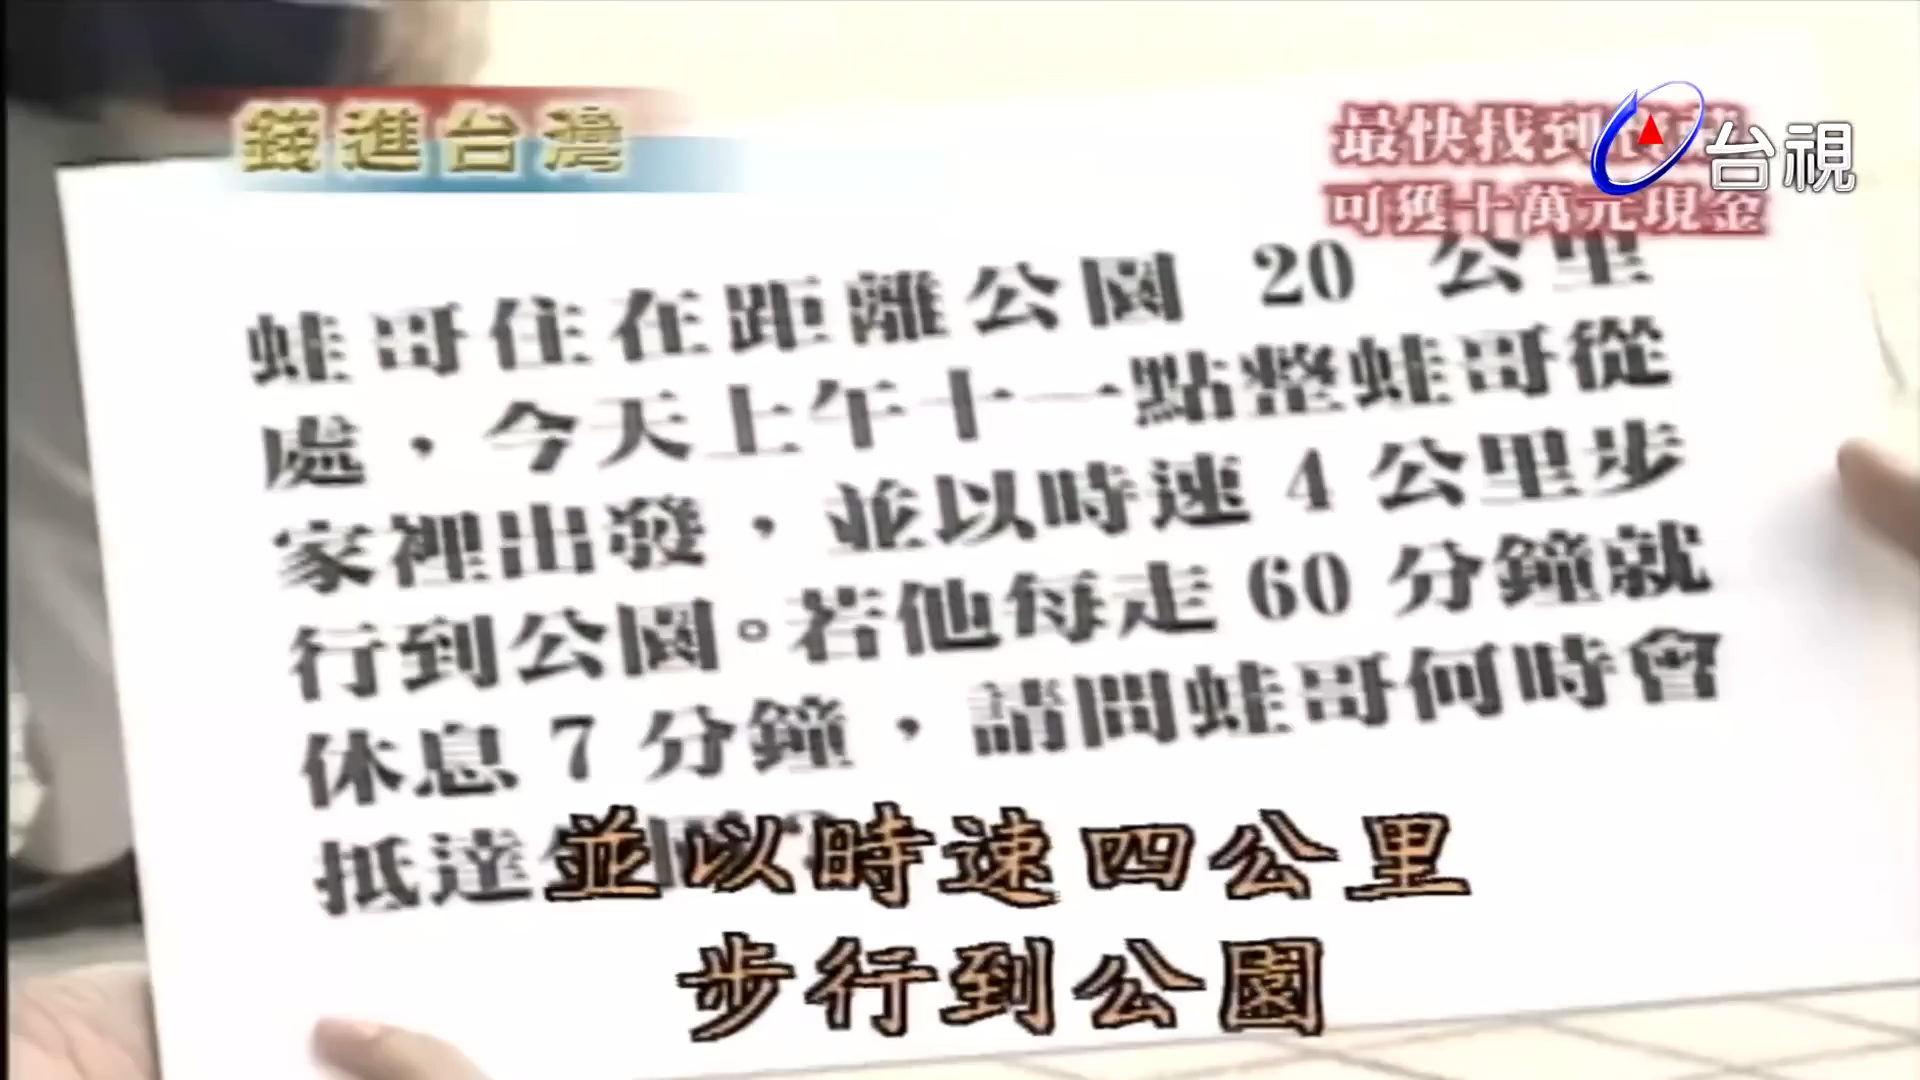 錢進台灣
最快找到
台視
可獲十萬元現金
蛙哥住在距離公園 20 公里
處，今天上午十一點整蛙哥從
家裡出發，並以時速 4 公里步
行到公園。若他每走 60 分鐘就
休息 7 分鐘，請問蛙哥何時會
抵達
並以時速四公里
步行到公園